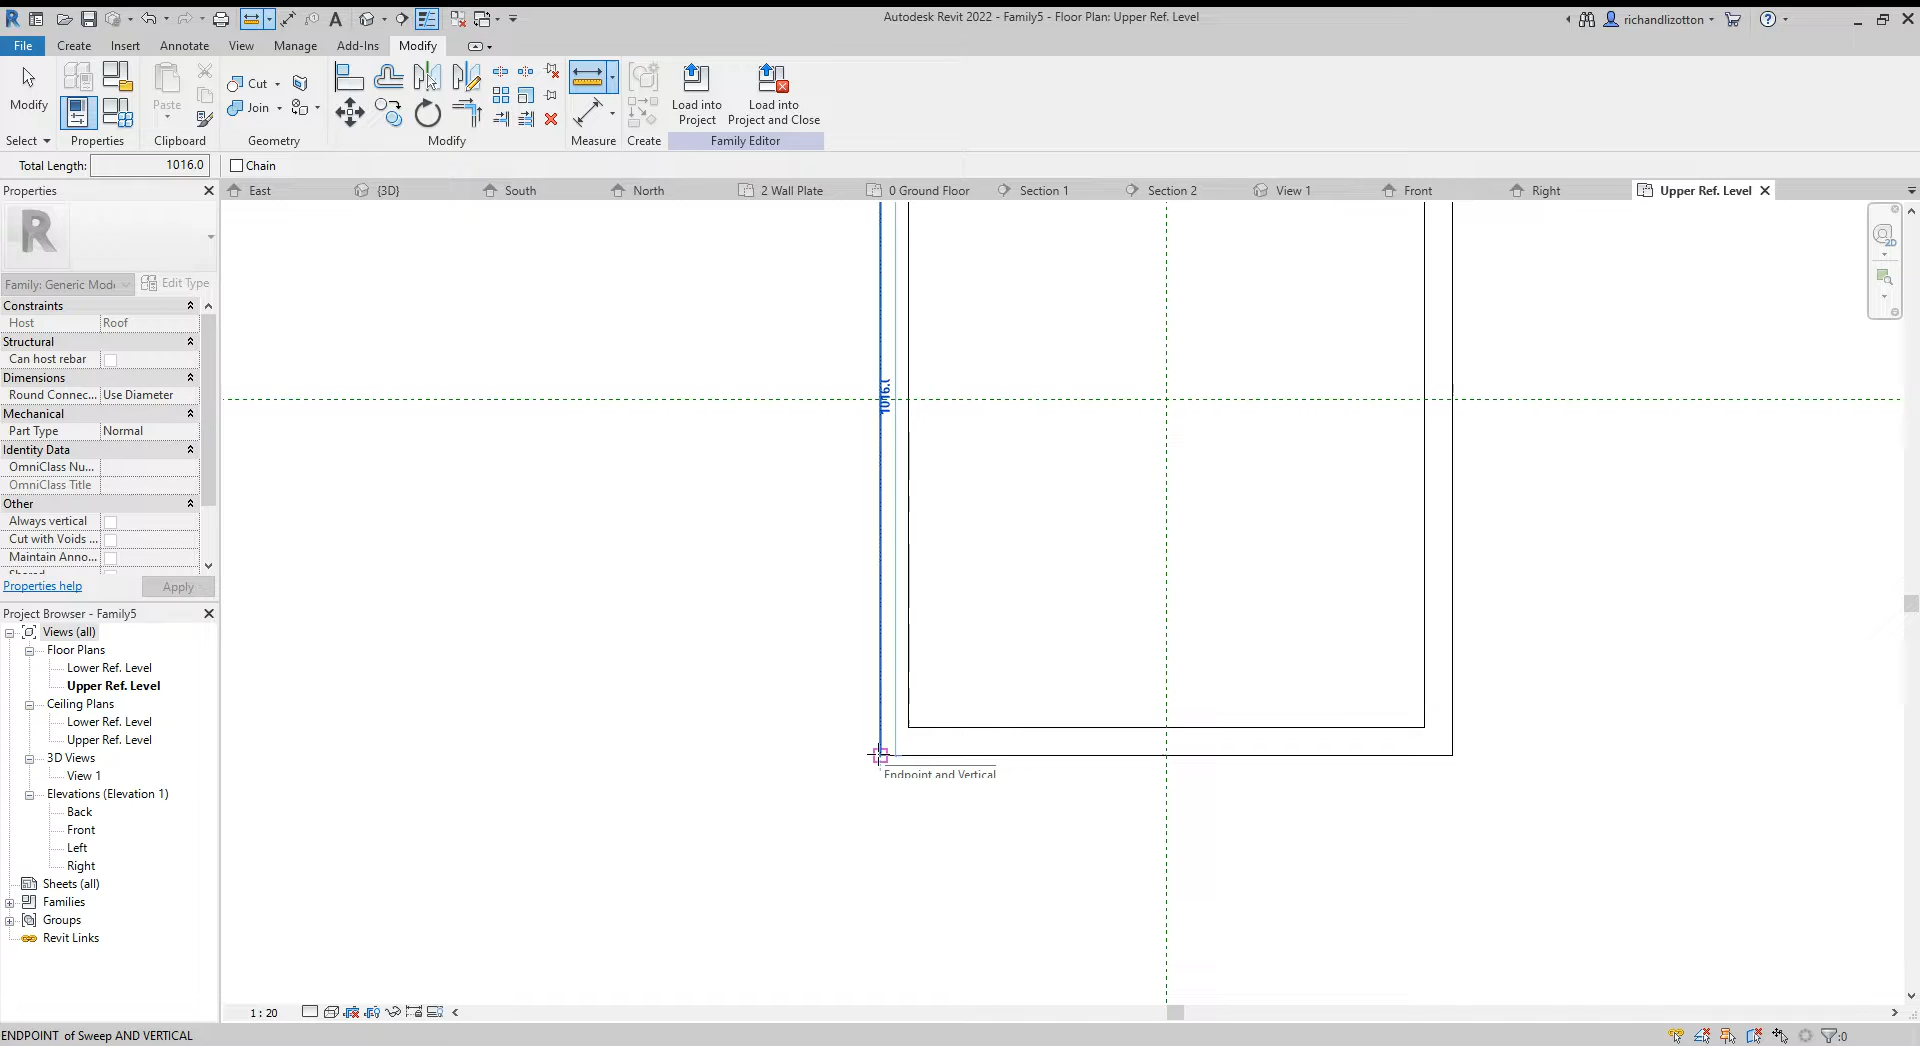 Autodesk Revit 2022 - Family5 - Floor Plan: Upper Ref. Level
richandlizotton
File Create Insert Annotate View Manage Add-Ins Modify
Modify Paste Cut Join Load into Project Load into Project and Close
Select Properties Clipboard Geometry Modify Measure Create Family Editor
Total Length: 1016.0 Chain
Properties
East {3D} South North 2 Wall Plate 0 Ground Floor Section 1 Section 2 View 1 Front Right Upper Ref. Level
R
2D
Family: Generic Mod Edit Type
Constraints
Host Roof
Structural
Can host rebar
Dimensions
Round Connec... Use Diameter
Mechanical
Part Type Normal
Identity Data
OmniClass Nu...
OmniClass Title
Other
Always vertical
Cut with Voids ...
Maintain Anno...
Properties help Apply
Project Browser - Family5
Views (all)
Floor Plans
Lower Ref. Level
Upper Ref. Level
Ceiling Plans
Lower Ref. Level
Upper Ref. Level
3D Views
View 1
Elevations (Elevation 1)
Back
Front
Left
Right
Sheets (all)
Families
Groups
Revit Links
Endpoint and Vertical
1 : 20
ENDPOINT of Sweep AND VERTICAL
:0